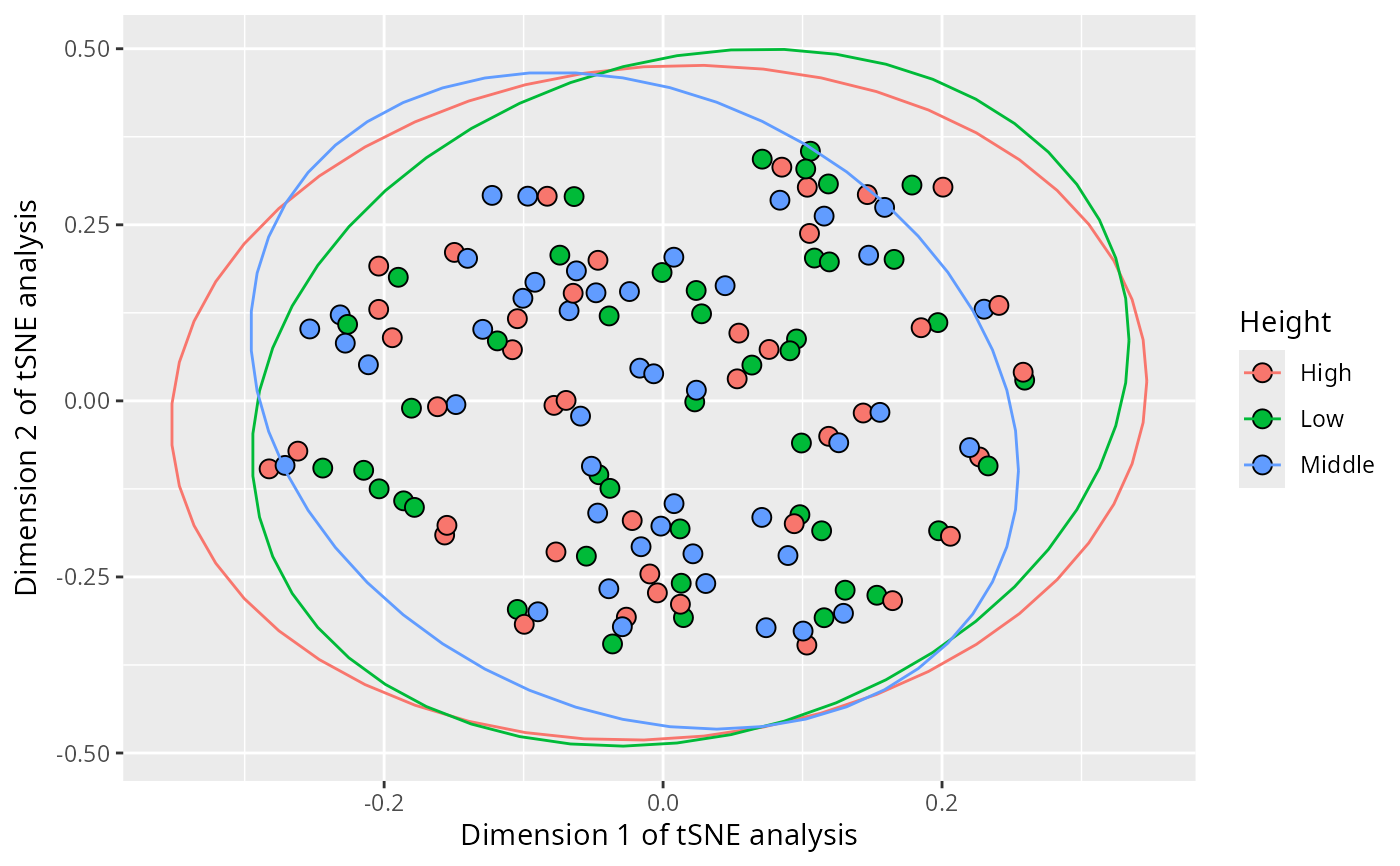 Dimension 2 of tSNE analysis
0.50
0.25
0.00
-0.25
-0.50
-0.2
0.0
0.2
Dimension 1 of tSNE analysis
Height
High
Low
Middle